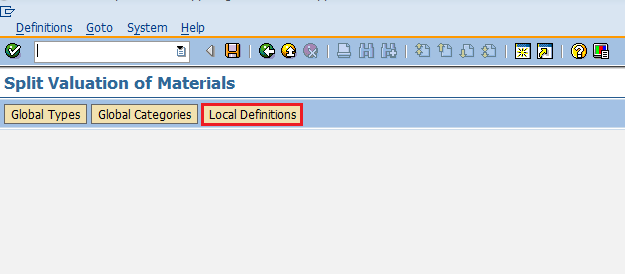 Definitions Goto System Help
Split Valuation of Materials
Global Types Global Categories Local Definitions